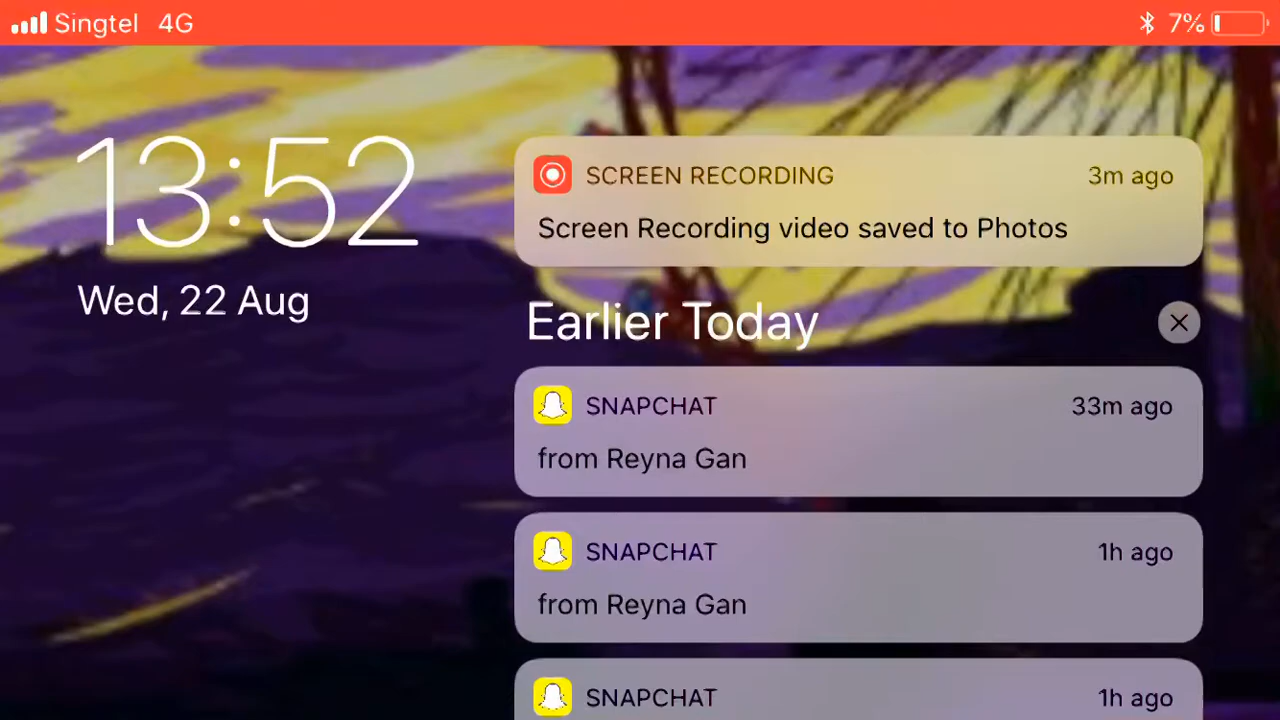 Singtel 4G
7%
13:52
Wed, 22 Aug
SCREEN RECORDING 3m ago
Screen Recording video saved to Photos
Earlier Today
SNAPCHAT 33m ago
from Reyna Gan
SNAPCHAT 1h ago
from Reyna Gan
SNAPCHAT 1h ago